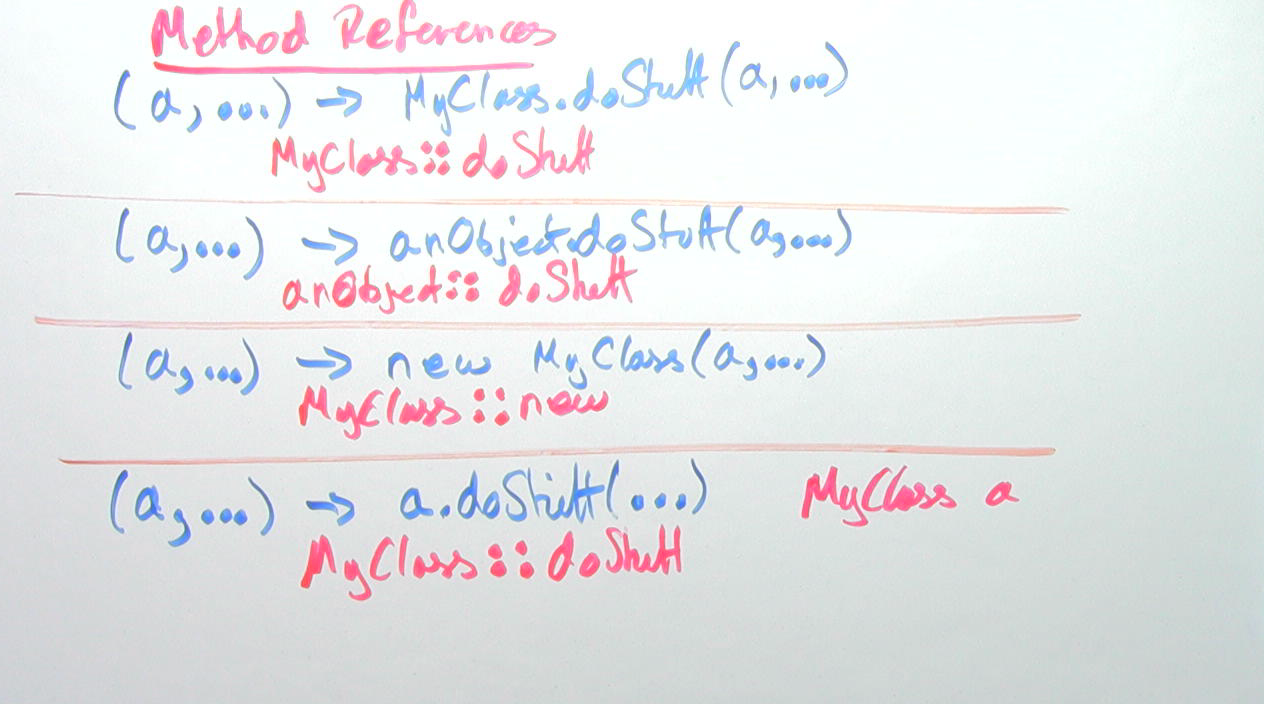 Method References
(a, ...) → MyClass.doStuff(a, ...)
MyClass::doStuff
(a, ...) → anObject.doStuff(a, ...)
anObject::doStuff
(a, ...) → new MyClass(a, ...)
MyClass::new
(a, ...) → a.doStuff(...) MyClass a
MyClass::doStuff